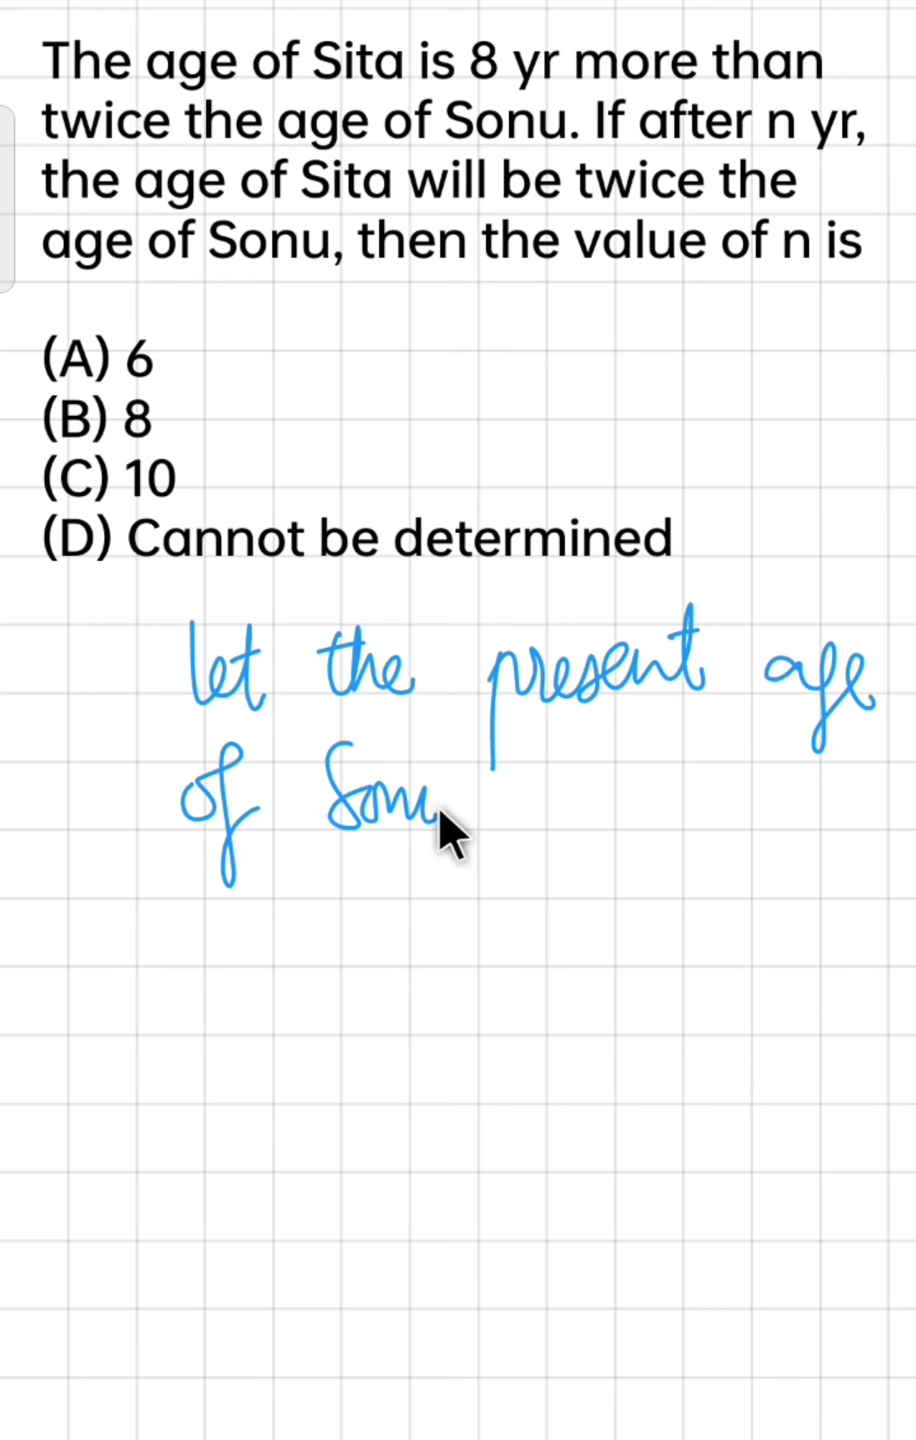 The age of Sita is 8 yr more than
twice the age of Sonu. If after n yr,
the age of Sita will be twice the
age of Sonu, then the value of n is
(A) 6
(B) 8
(C) 10
(D) Cannot be determined
let the present age
of Sonu